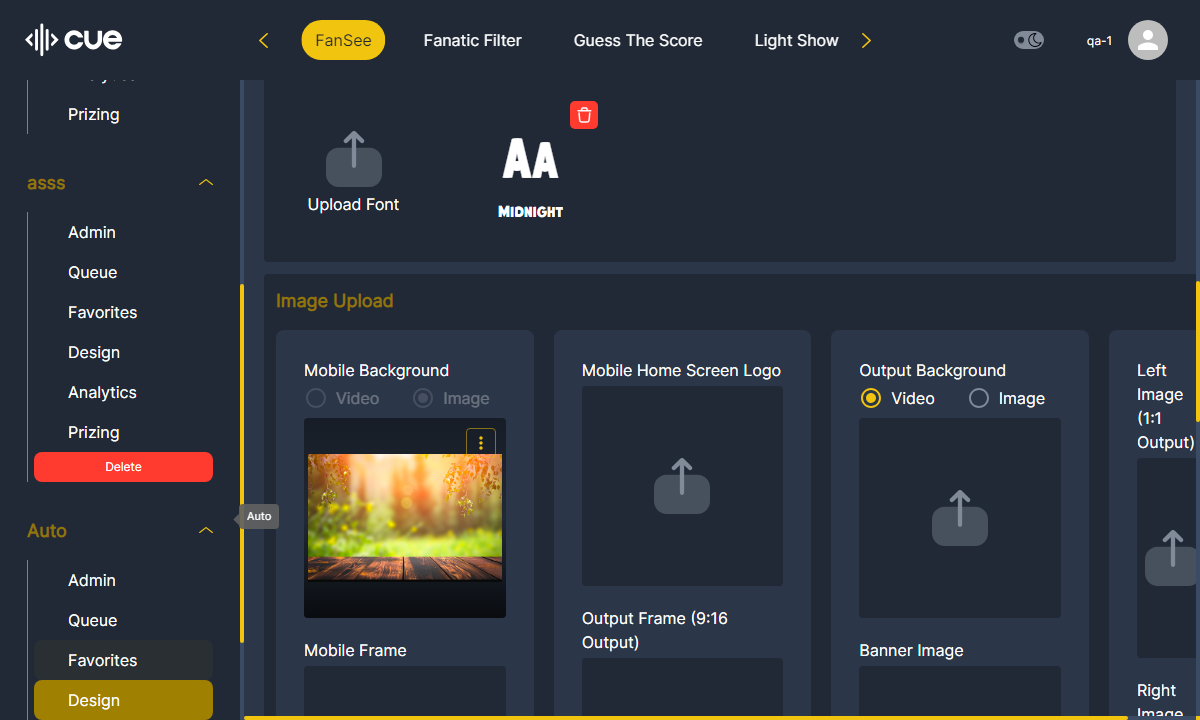 CUE
FanSee
Fanatic Filter
Guess The Score
Light Show
qa-1
Prizing
asss
Admin
Queue
Favorites
Design
Analytics
Prizing
Delete
Auto
Admin
Queue
Favorites
Design
Auto
Upload Font
AA
MIDNIGHT
Image Upload
Mobile Background
Video
Image
Mobile Frame
Mobile Home Screen Logo
Output Frame (9:16
Output)
Output Background
Video
Image
Banner Image
Left
Image
(1:1
Output)
Right
Image